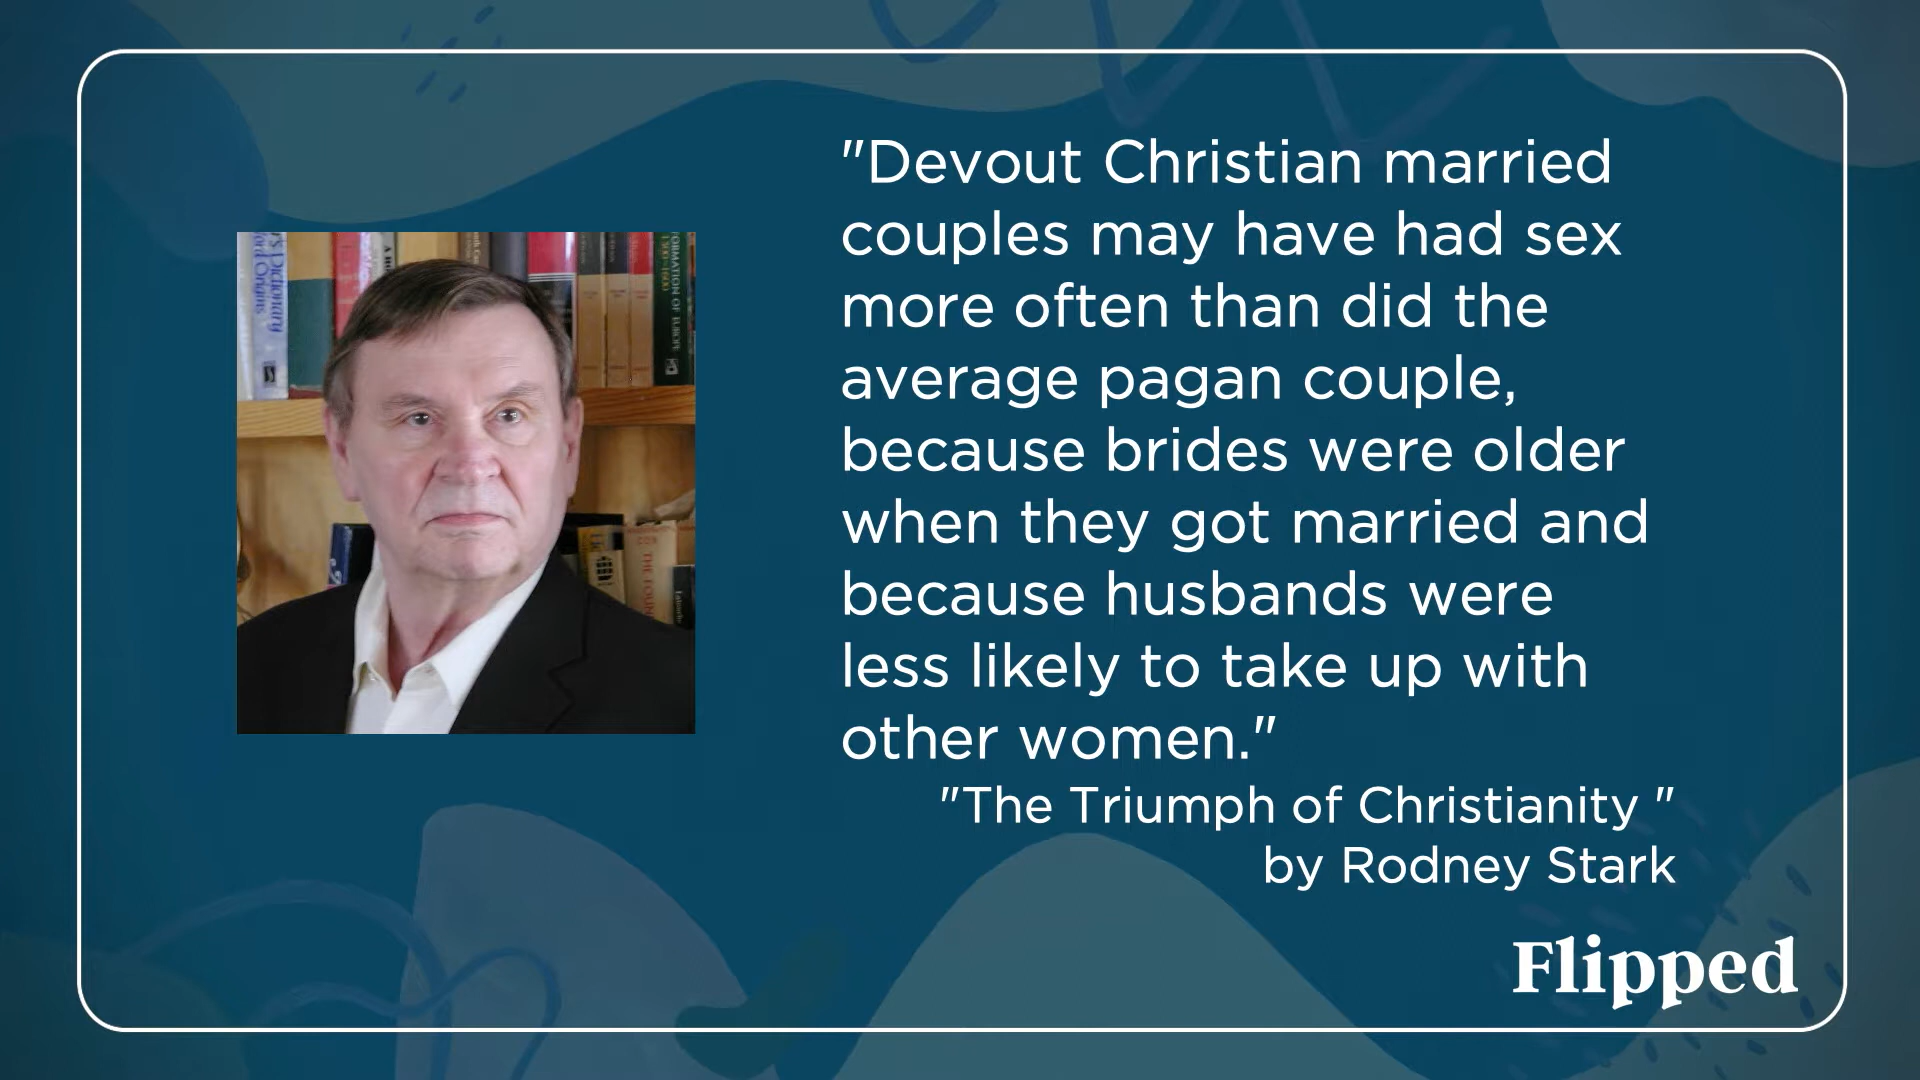 "Devout Christian married
couples may have had sex
more often than did the
average pagan couple,
because brides were older
when they got married and
because husbands were
less likely to take up with
other women."
"The Triumph of Christianity "
by Rodney Stark
Flipped